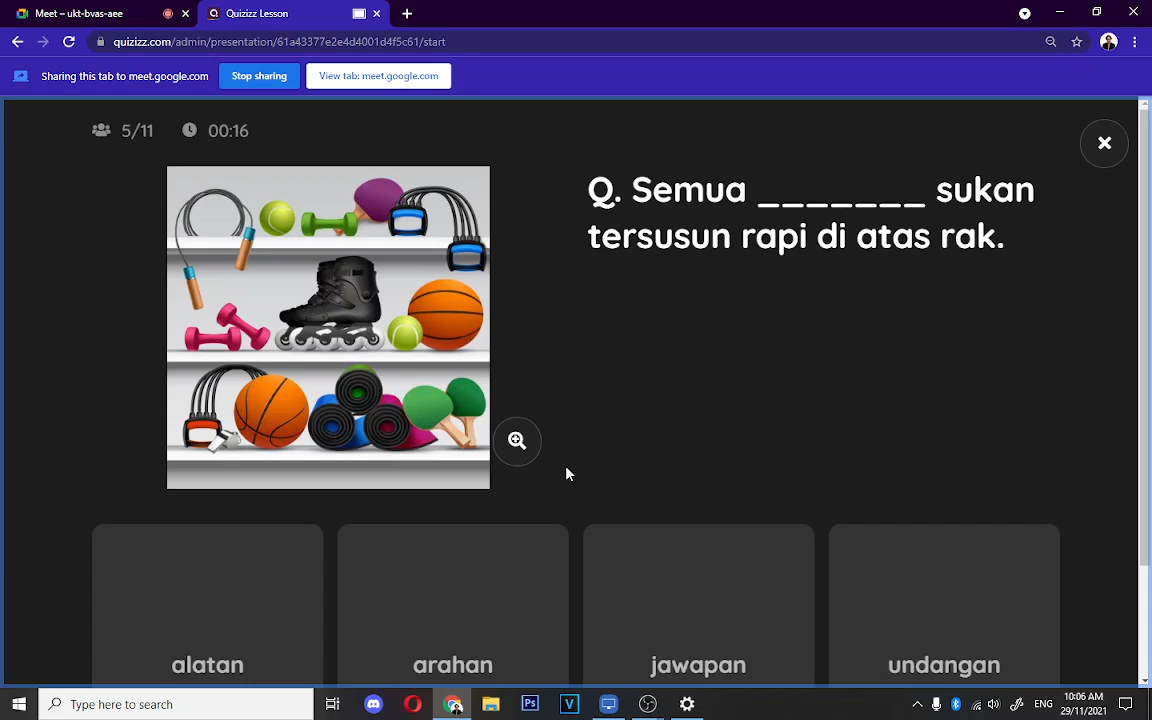 Meet – ukt-bvas-aee
Quizizz Lesson
quizizz.com/admin/presentation/61a43377e2e4d4001d4f5c61/start
Sharing this tab to meet.google.com
Stop sharing
View tab: meet.google.com
5/11
00:16
Q. Semua _______ sukan
tersusun rapi di atas rak.
alatan
arahan
jawapan
undangan
Type here to search
Ps
V
ENG
10:06 AM
29/11/2021